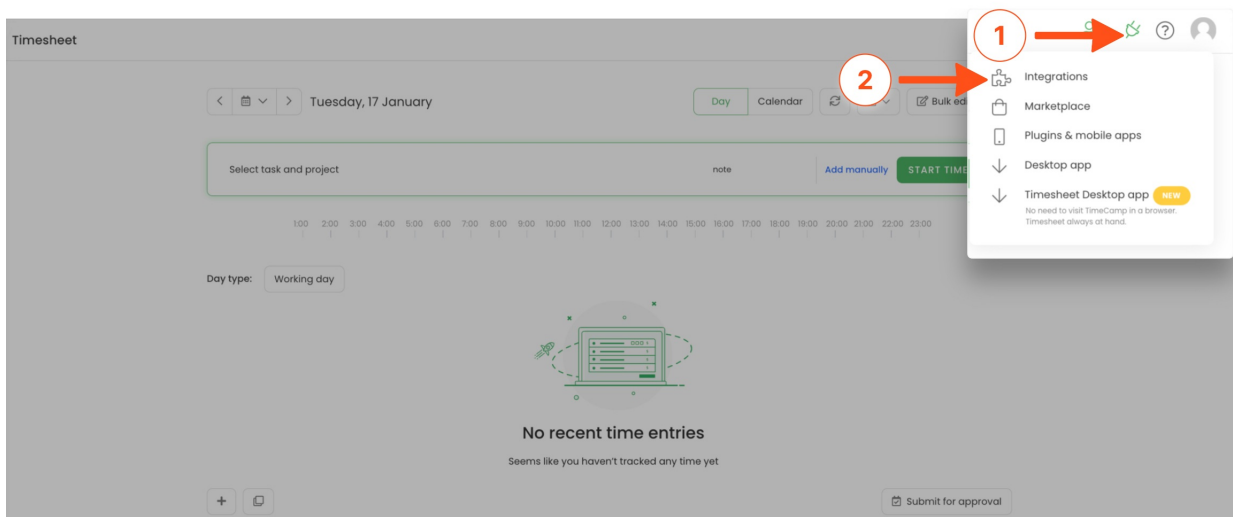 Timesheet
1
2
Integrations
Marketplace
Plugins & mobile apps
Desktop app
Timesheet Desktop app NEW
No need to visit TimeCamp in a browser.
Timesheet always at hand.
Tuesday, 17 January
Day
Calendar
Bulk edi
Select task and project
note
Add manually
START TIME
1:00 2:00 3:00 4:00 5:00 6:00 7:00 8:00 9:00 10:00 11:00 12:00 13:00 14:00 15:00 16:00 17:00 18:00 19:00 20:00 21:00 22:00 23:00
Day type:
Working day
No recent time entries
Seems like you haven't tracked any time yet
Submit for approval